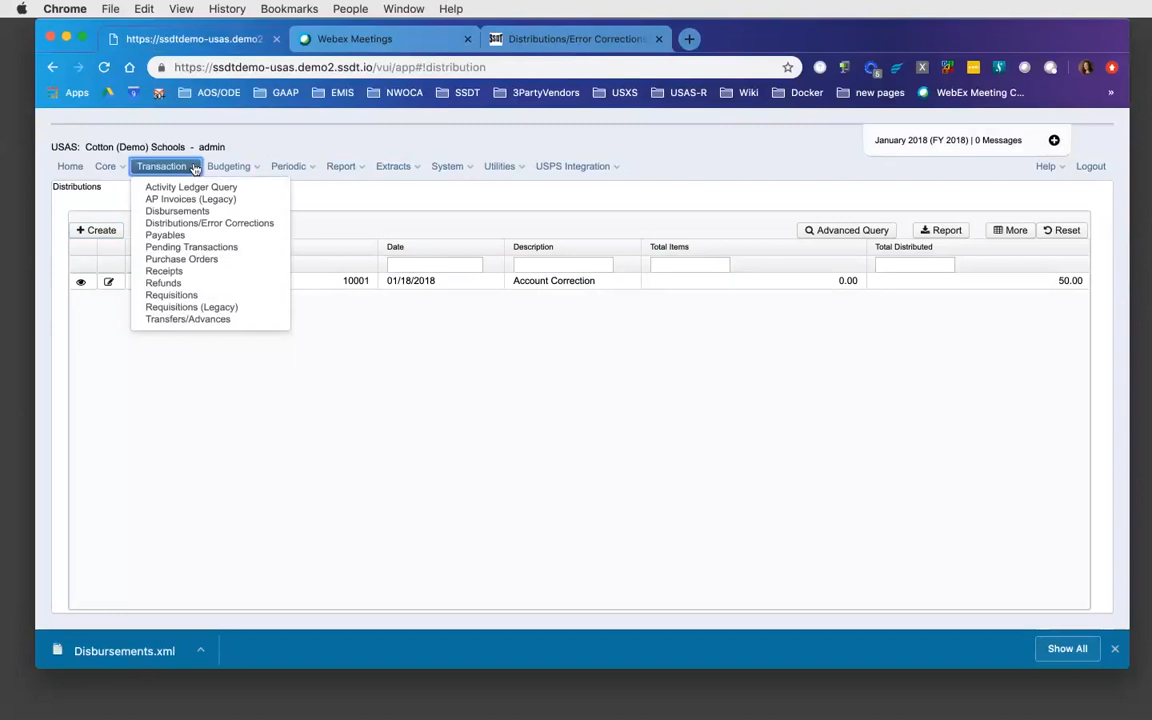 Chrome File Edit View History Bookmarks People Window Help
https://ssdtdemo-usas.demo2 × Webex Meetings × SSDT Distributions/Error Corrections ×
https://ssdtdemo-usas.demo2.ssdt.io/vui/app#!distribution
Apps AOS/ODE GAAP EMIS NWOCA SSDT 3PartyVendors USXS USAS-R Wiki Docker new pages WebEx Meeting C... »
January 2018 (FY 2018) | 0 Messages
USAS: Cotton (Demo) Schools - admin
Home Core Transaction Budgeting Periodic Report Extracts System Utilities USPS Integration Help Logout
Distributions
Activity Ledger Query
AP Invoices (Legacy)
Disbursements
Distributions/Error Corrections
Payables
Pending Transactions
Purchase Orders
Receipts
Refunds
Requisitions
Requisitions (Legacy)
Transfers/Advances
+ Create Advanced Query Report More Reset
Date Description Total Items Total Distributed
10001 01/18/2018 Account Correction 0.00 50.00
Disbursements.xml Show All ×